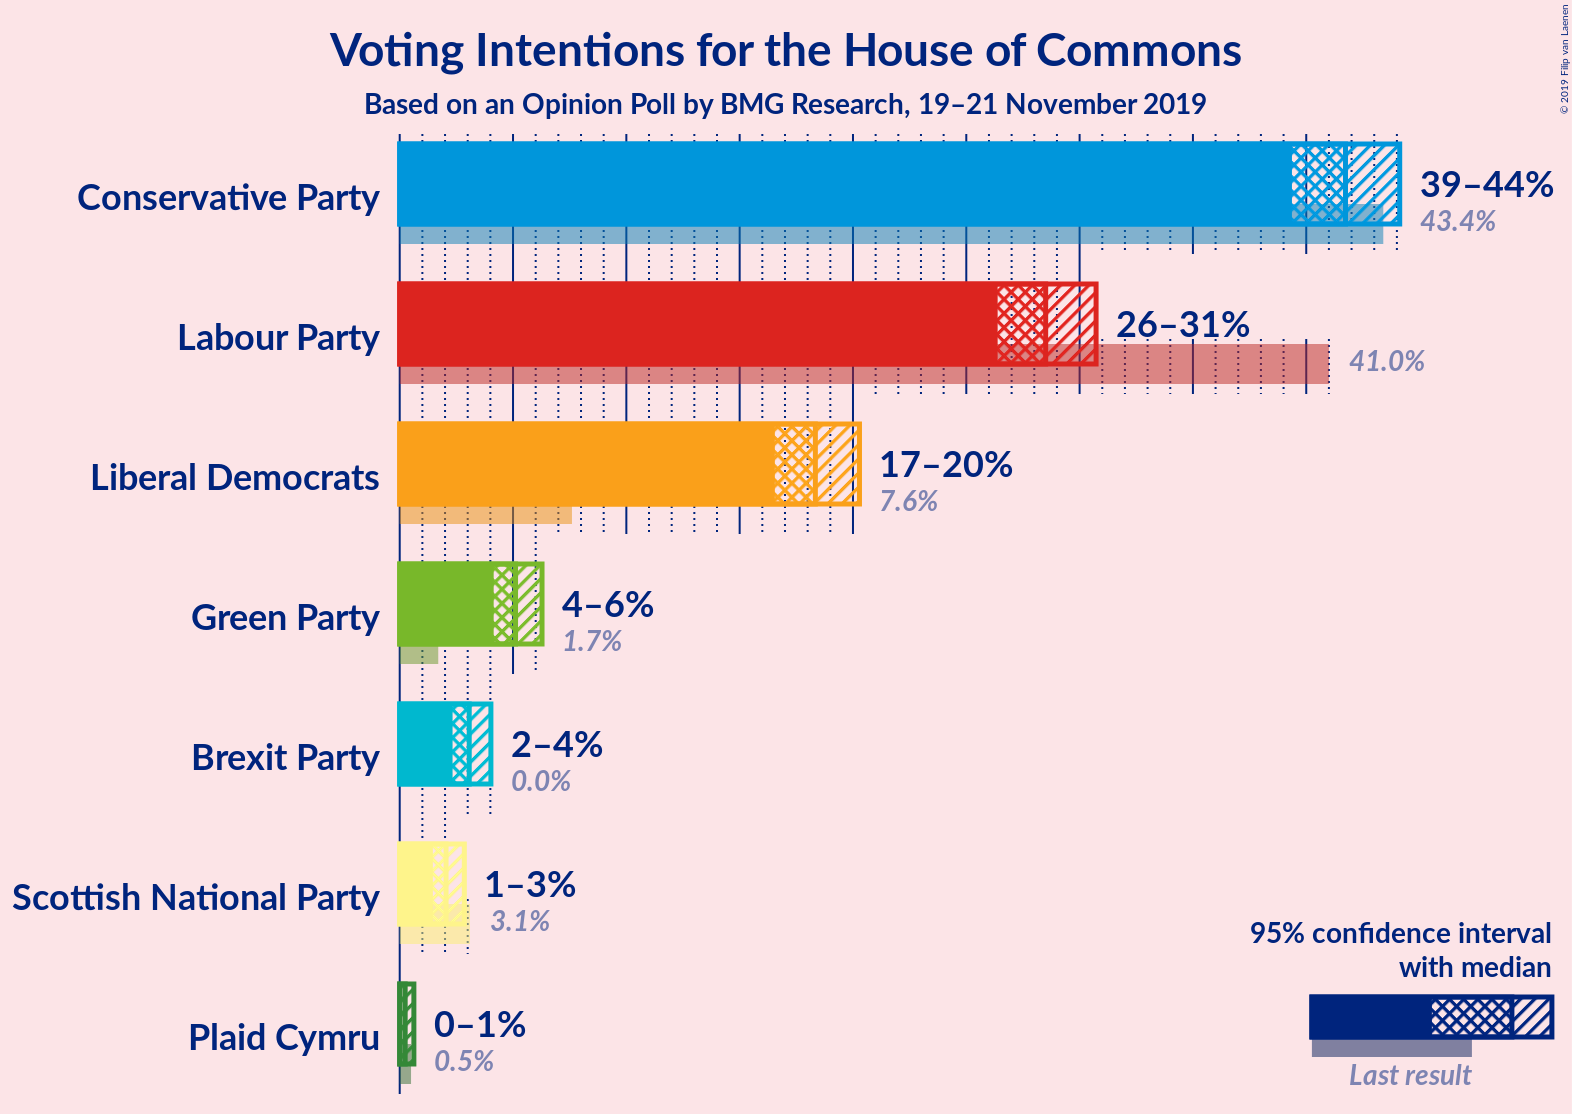 Voting Intentions for the House of Commons
Based on an Opinion Poll by BMG Research, 19–21 November 2019
© 2019 Filip van Laenen
Conservative Party
39–44%
43.4%
Labour Party
26–31%
41.0%
Liberal Democrats
17–20%
7.6%
Green Party
4–6%
1.7%
Brexit Party
2–4%
0.0%
Scottish National Party
1–3%
3.1%
Plaid Cymru
0–1%
0.5%
95% confidence interval
with median
Last result